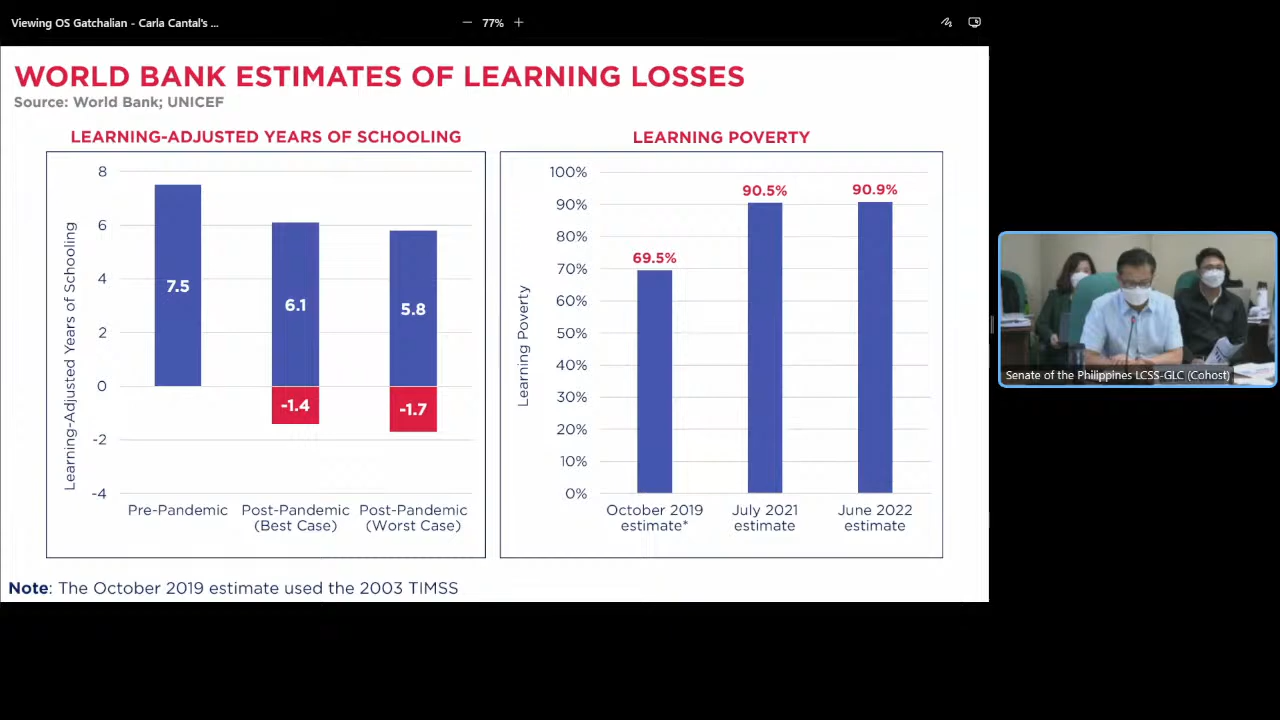 Viewing OS Gatchalian - Carla Cantal's ...
77%
WORLD BANK ESTIMATES OF LEARNING LOSSES
Source: World Bank; UNICEF
LEARNING-ADJUSTED YEARS OF SCHOOLING
Learning-Adjusted Years of Schooling
8
6
4
2
0
-2
-4
7.5
6.1
5.8
-1.4
-1.7
Pre-Pandemic
Post-Pandemic
(Best Case)
Post-Pandemic
(Worst Case)
LEARNING POVERTY
Learning Poverty
100%
90%
80%
70%
60%
50%
40%
30%
20%
10%
0%
69.5%
90.5%
90.9%
October 2019
estimate*
July 2021
estimate
June 2022
estimate
Note: The October 2019 estimate used the 2003 TIMSS
Senate of the Philippines LCSS-GLC (Cohost)